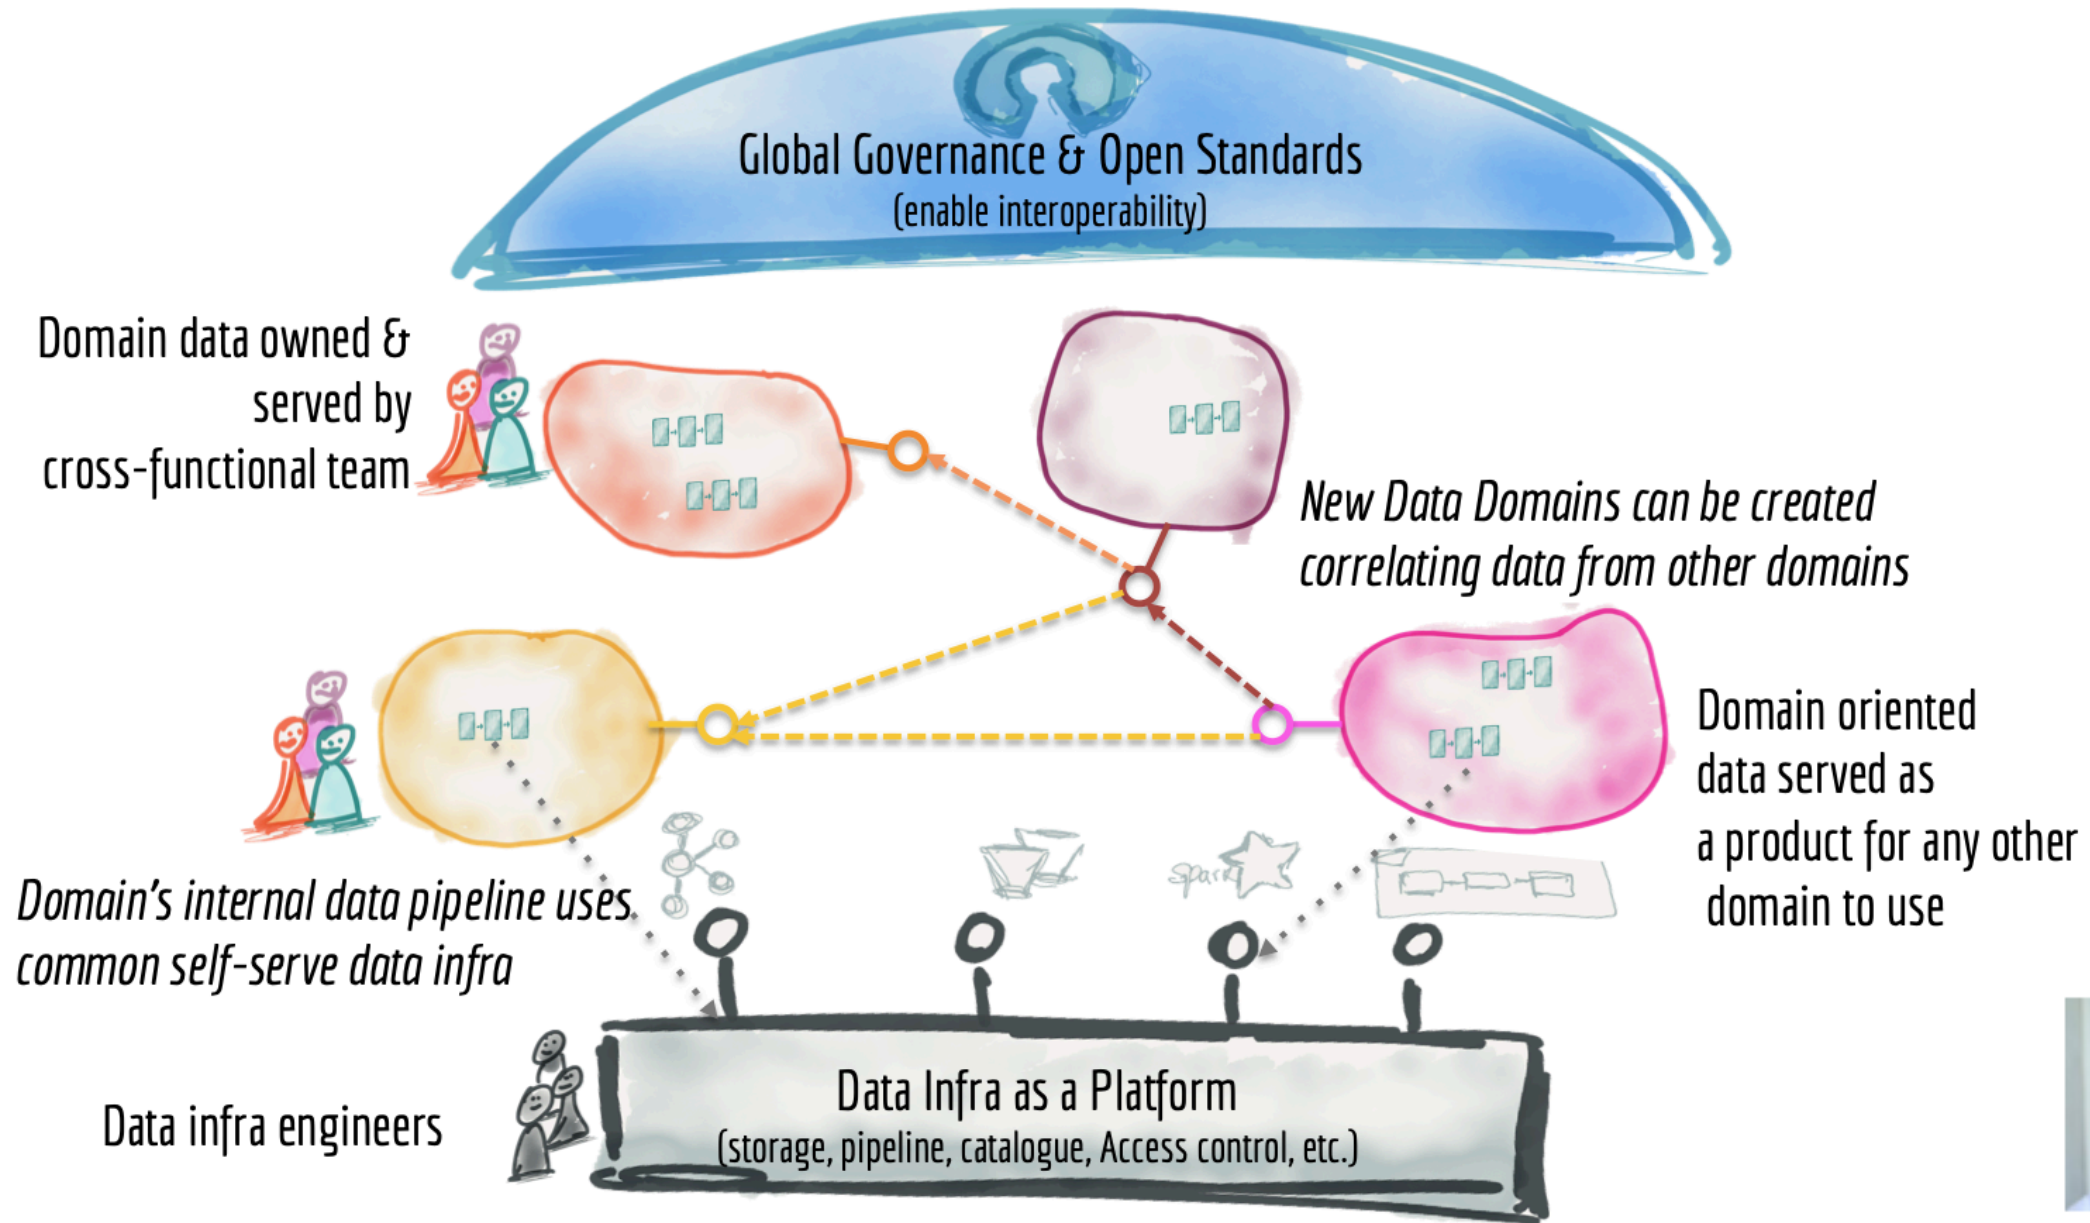 Global Governance & Open Standards
(enable interoperability)
Domain data owned &
served by
cross-functional team
New Data Domains can be created
correlating data from other domains
Domain oriented
data served as
a product for any other
domain to use
Domain's internal data pipeline uses
common self-serve data infra
Spark
Data infra engineers
Data Infra as a Platform
(storage, pipeline, catalogue, Access control, etc.)